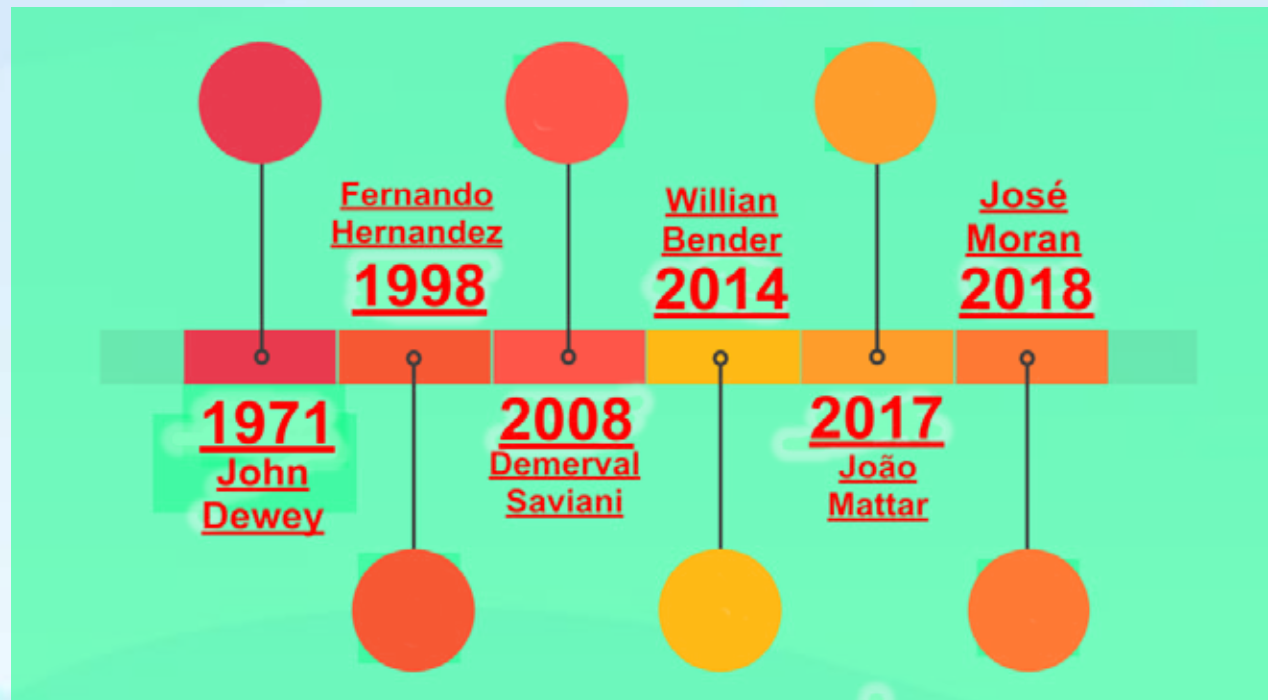 1971
John
Dewey
Fernando
Hernandez
1998
2008
Demerval
Saviani
Willian
Bender
2014
2017
João
Mattar
José
Moran
2018